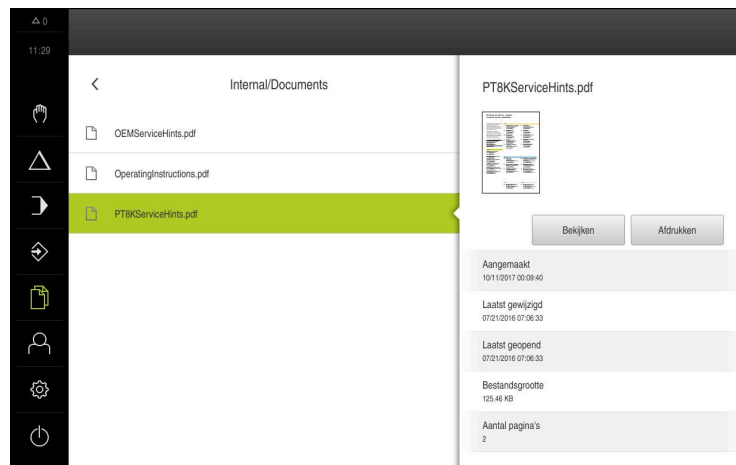 0
11:29
Internal/Documents
OEMServiceHints.pdf
OperatingInstructions.pdf
PT8KServiceHints.pdf
PT8KServiceHints.pdf
Bekijken
Afdrukken
Aangemaakt
10/11/2017 00:09:40
Laatst gewijzigd
07/21/2016 07:06:33
Laatst geopend
07/21/2016 07:06:33
Bestandsgrootte
125.46 KB
Aantal pagina's
2